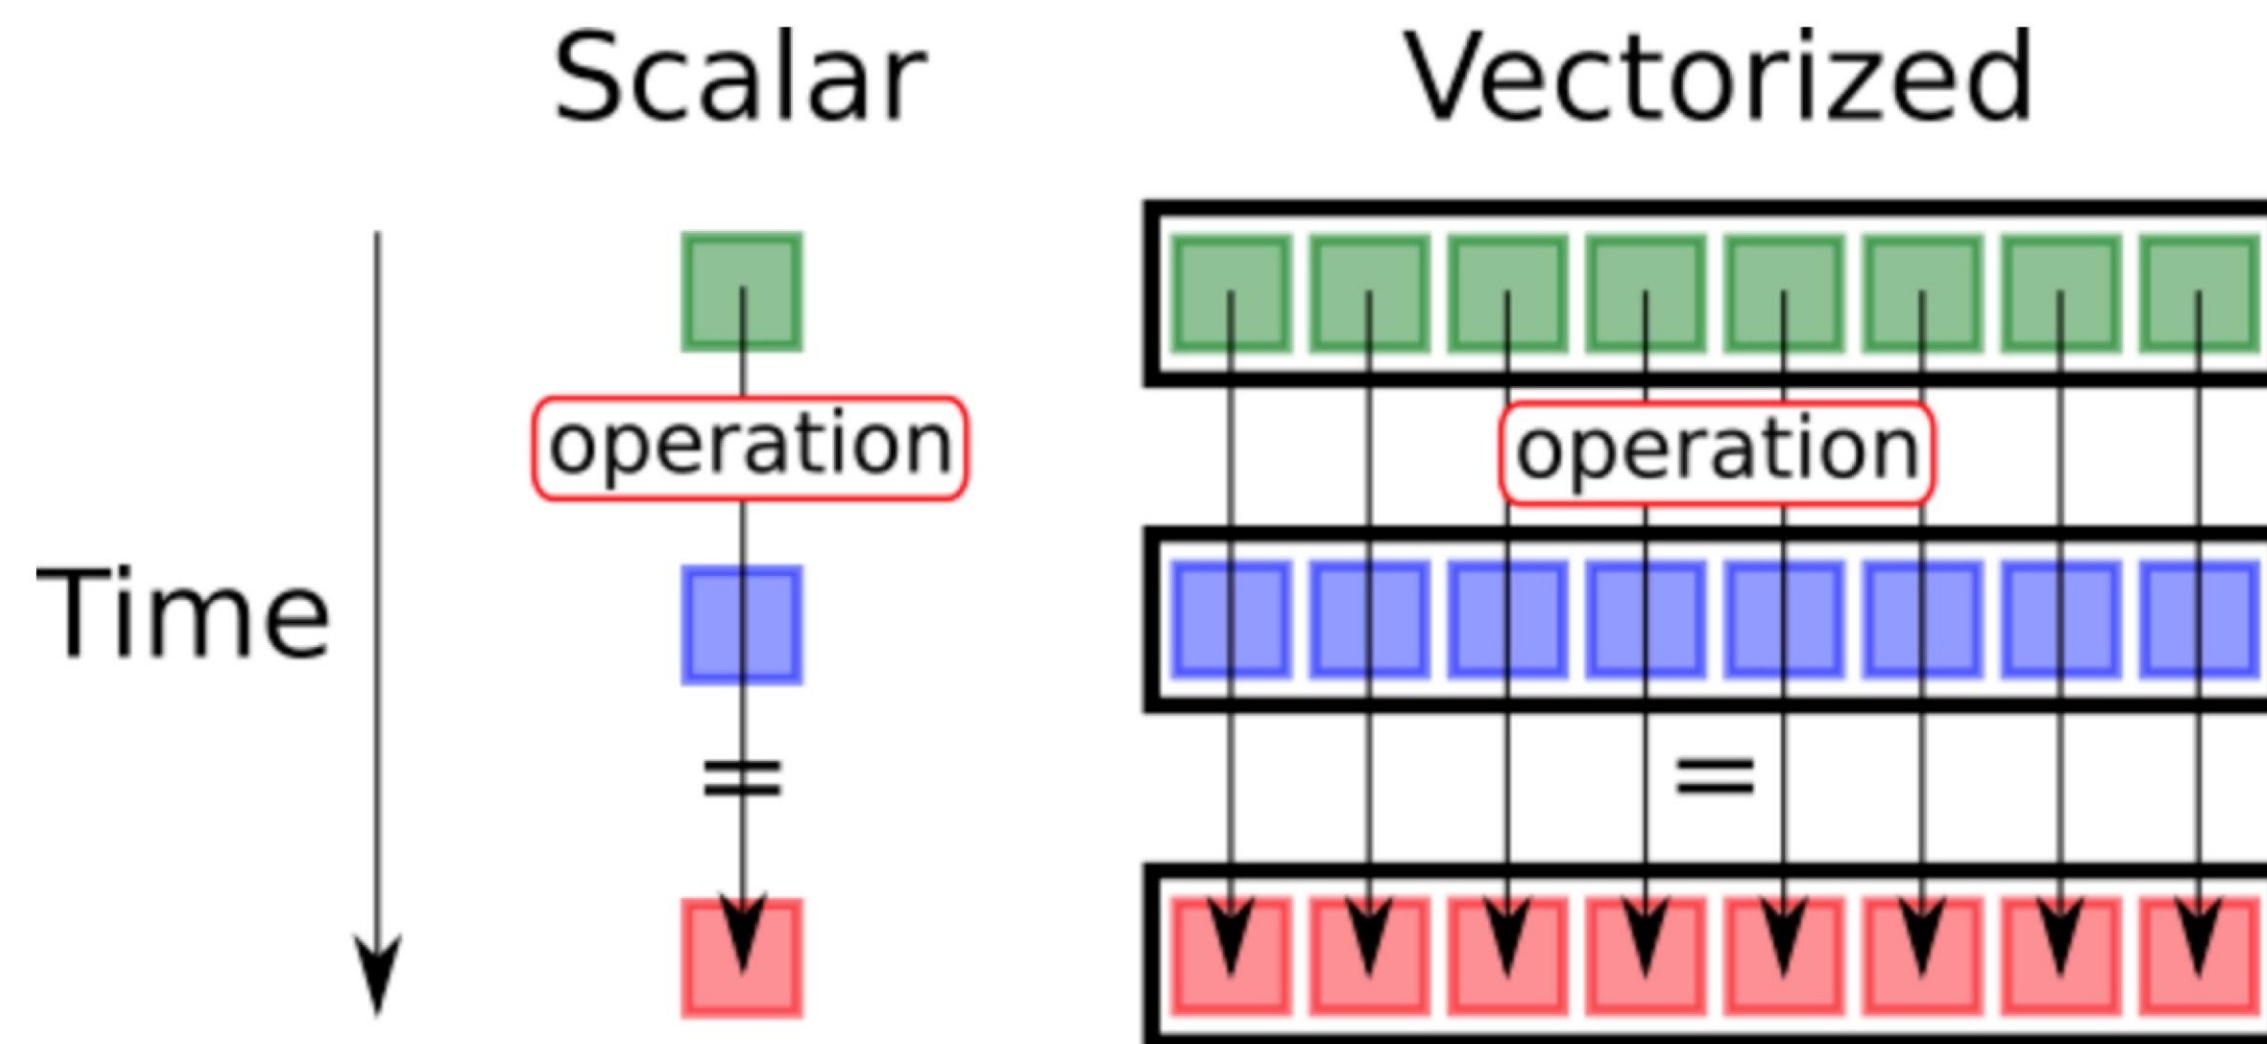 Scalar
Vectorized
operation
operation
Time
=
=